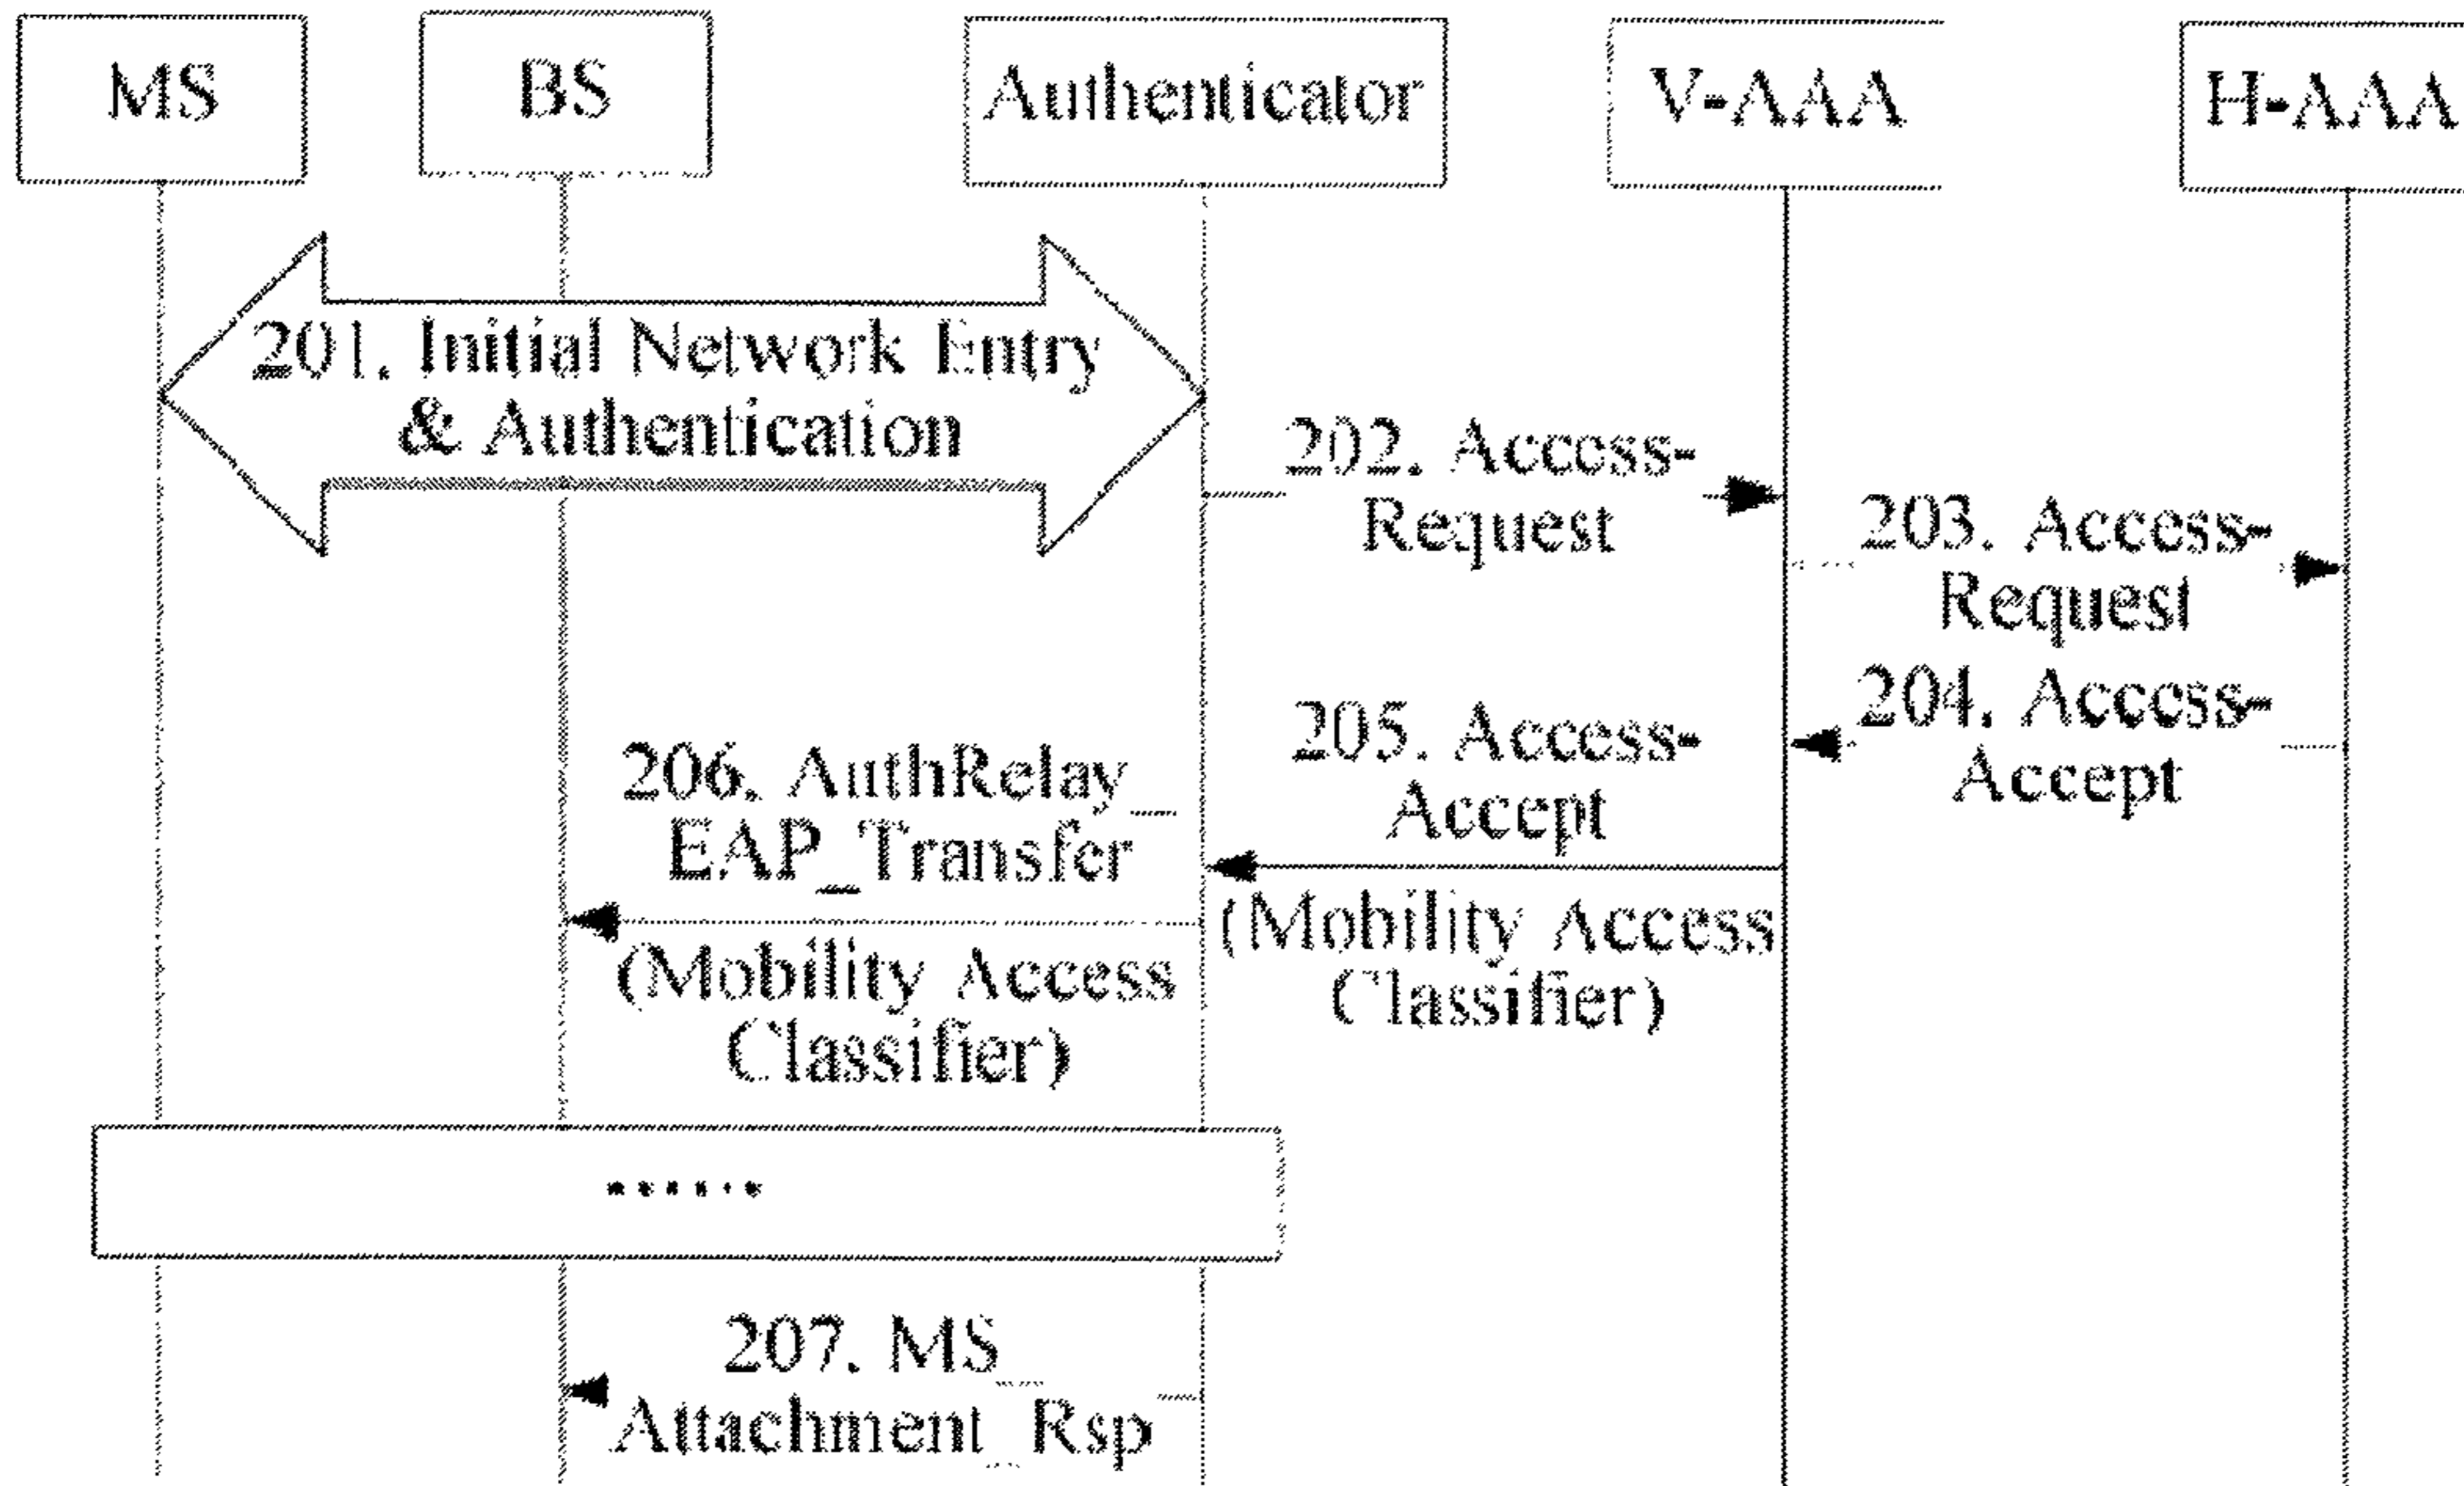 MS
BS
Authenticator
V-AAA
H-AAA
201. Initial Network Entry
& Authentication
202. Access-
Request
203. Access-
Request
204. Access-
Accept
205. Access-
Accept
(Mobility Access
Classifier)
206. AuthRelay_
EAP_Transfer
(Mobility Access
Classifier)
......
207. MS_
Attachment_Rsp